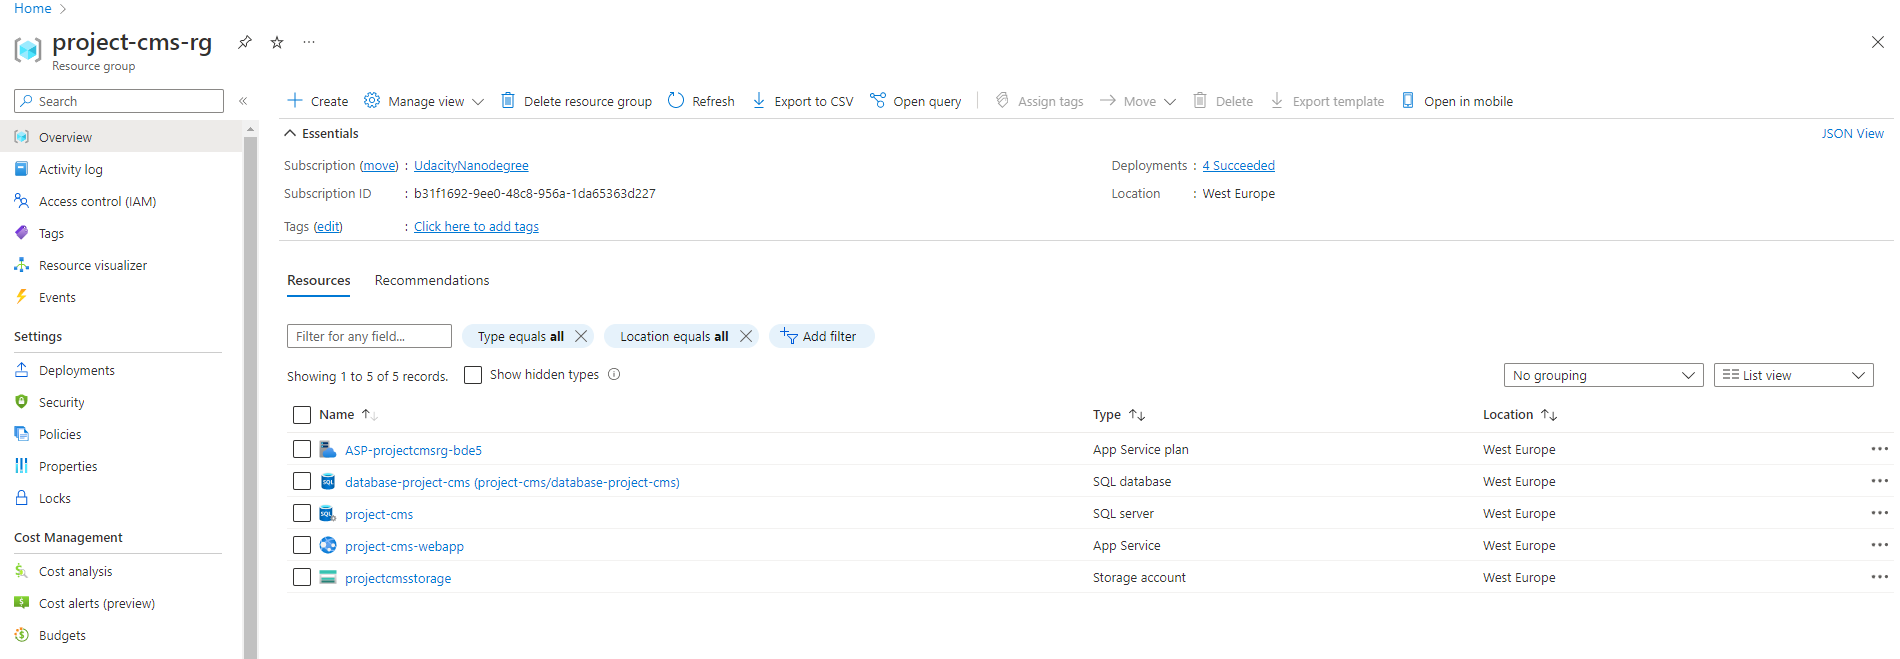 Home
project-cms-rg
Resource group
Search
Overview
Activity log
Access control (IAM)
Tags
Resource visualizer
Events
Settings
Deployments
Security
Policies
Properties
Locks
Cost Management
Cost analysis
Cost alerts (preview)
Budgets
Create Manage view Delete resource group Refresh Export to CSV Open query Assign tags Move Delete Export template Open in mobile
Essentials JSON View
Subscription (move) : UdacityNanodegree Deployments : 4 Succeeded
Subscription ID : b31f1692-9ee0-48c8-956a-1da65363d227 Location : West Europe
Tags (edit) : Click here to add tags
Resources Recommendations
Filter for any field... Type equals all Location equals all Add filter
Showing 1 to 5 of 5 records. Show hidden types No grouping List view
Name Type Location
ASP-projectcmsrg-bde5 App Service plan West Europe
SQL database-project-cms (project-cms/database-project-cms) SQL database West Europe
SQL project-cms SQL server West Europe
project-cms-webapp App Service West Europe
projectcmsstorage Storage account West Europe